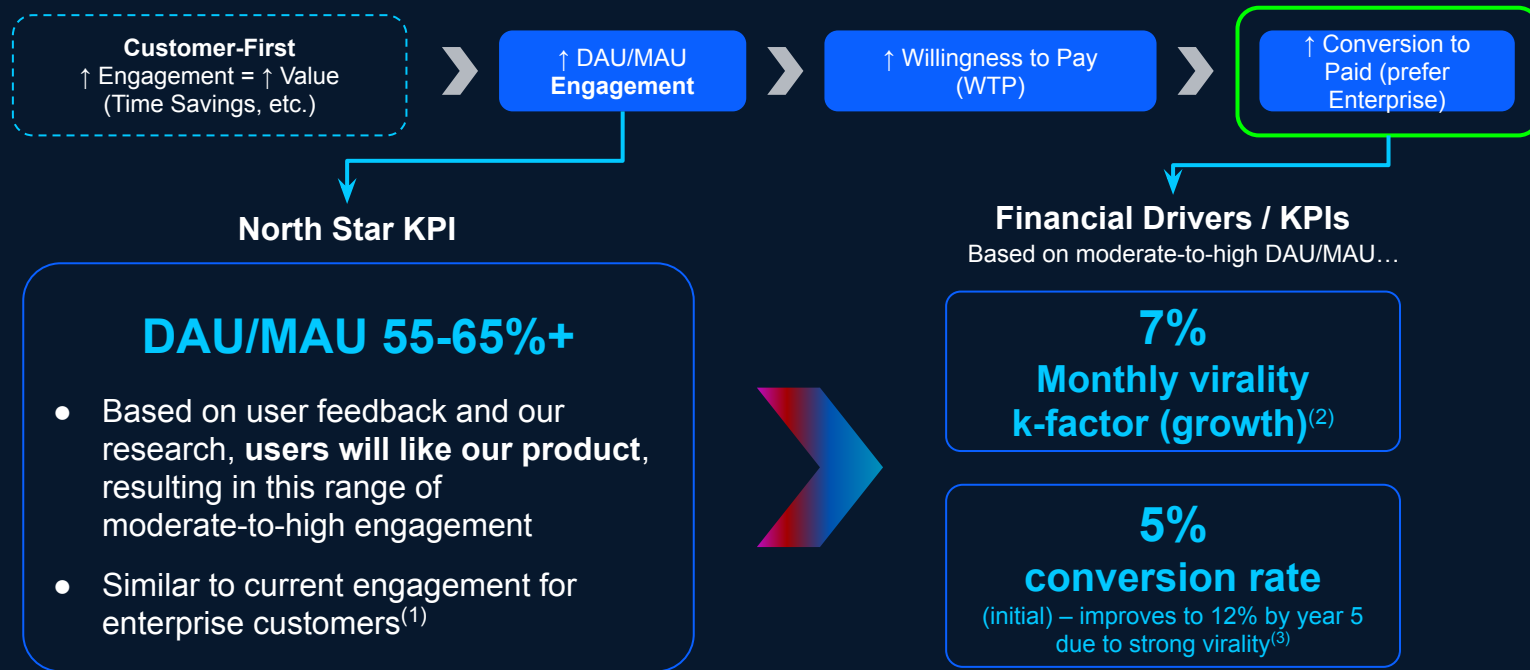 Customer-First
↑ Engagement = ↑ Value
(Time Savings, etc.)
↑ DAU/MAU
Engagement
↑ Willingness to Pay
(WTP)
↑ Conversion to
Paid (prefer
Enterprise)
North Star KPI
DAU/MAU 55-65%+
● Based on user feedback and our
research, users will like our product,
resulting in this range of
moderate-to-high engagement
● Similar to current engagement for
enterprise customers(1)
Financial Drivers / KPIs
Based on moderate-to-high DAU/MAU…
7%
Monthly virality
k-factor (growth)(2)
5%
conversion rate
(initial) – improves to 12% by year 5
due to strong virality(3)